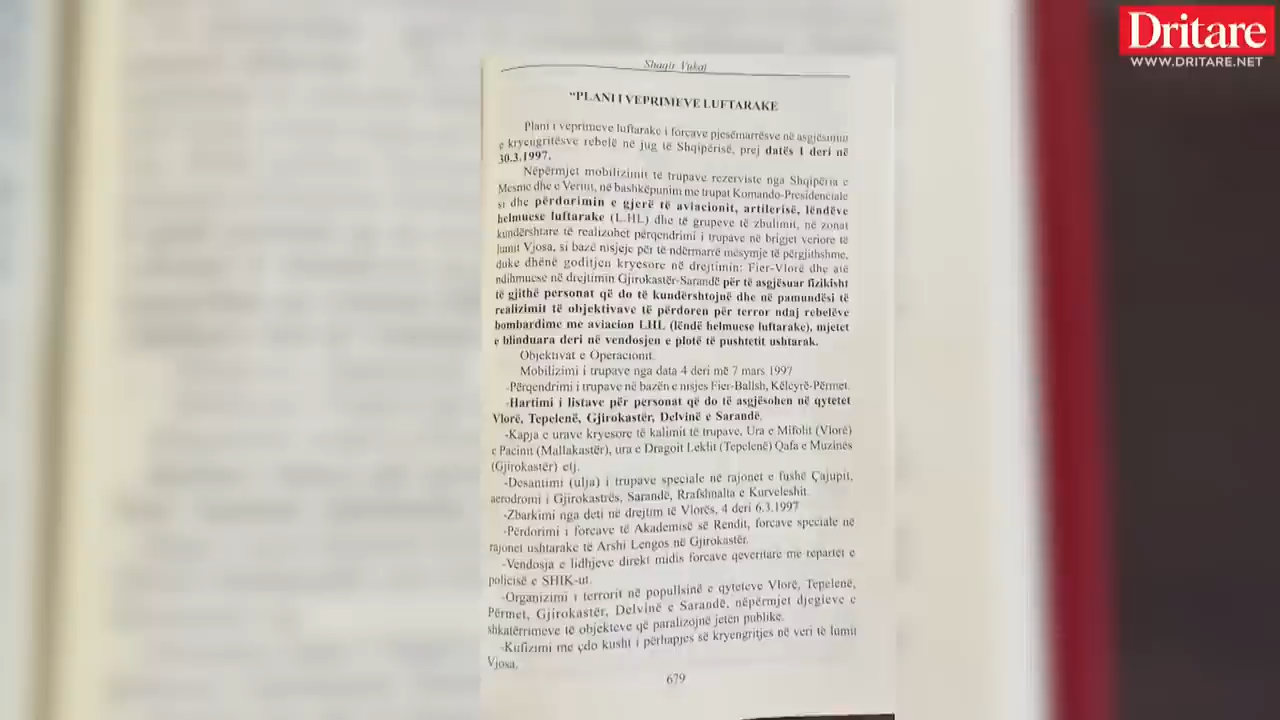 Dritare
WWW.DRITARE.NET
Shaqir Vukaj
“PLANI I VEPRIMEVE LUFTARAKE
Plani i veprimeve luftarake i forcave pjesëmarrësve në asgjësimin
e kryengritësve rebelë në jug të Shqipërisë, prej datës 1 deri në
30.3.1997.
Nëpërmjet mobilizimit të trupave rezerviste nga Shqipëria e
Mesme dhe e Veriut, në bashkëpunim me trupat Komando-Presidenciale
si dhe përdorimin e gjerë të aviacionit, artilerisë, lëndëve
helmuese luftarake (L.HL) dhe të grupeve të zbulimit, në zonat
kundërshtare të realizohet përqendrimi i trupave në brigjet veriore të
lumit Vjosa, si bazë nisjeje për të ndërmarrë mësymje të përgjithshme,
duke dhënë goditjen kryesore në drejtimin: Fier-Vlorë dhe atë
ndihmuese në drejtimin Gjirokastër-Sarandë për të asgjësuar fizikisht
të gjithë personat që do të kundërshtojnë dhe në pamundësi të
realizimit të objektivave të përdoren për terror ndaj rebelëve
bombardime me aviacion LHL (lëndë helmuese luftarake), mjetet
e blinduara deri në vendosjen e plotë të pushtetit ushtarak.
Objektivat e Operacionit.
Mobilizimi i trupave nga data 4 deri më 7 mars 1997
-Përqendrimi i trupave në bazën e nisjes Fier-Ballsh, Këlcyrë-Përmet.
-Hartimi i listave për personat që do të asgjësohen në qytetet
Vlorë, Tepelenë, Gjirokastër, Delvinë e Sarandë.
-Kapja e urave kryesore të kalimit të trupave, Ura e Mifolit (Vlorë)
e Pacinit (Mallakastër), ura e Dragoit Leklit (Tepelenë) Qafa e Muzinës
(Gjirokastër) etj.
-Desantimi (ulja) i trupave speciale në rajonet e fushë Çajupit,
aerodromi i Gjirokastrës, Sarandë, Rrafshnalta e Kurveleshit.
-Zbarkimi nga deti në drejtim të Vlorës, 4 deri 6.3.1997
-Përdorimi i forcave të Akademisë së Rendit, forcave speciale në
rajonet ushtarake të Arshi Lengos në Gjirokastër.
-Vendosja e lidhjeve direkt midis forcave qeveritare me repartet e
policisë e SHIK-ut.
-Organizimi i terrorit në popullsinë e qyteteve Vlorë, Tepelenë,
Përmet, Gjirokastër, Delvinë e Sarandë, nëpërmjet djegieve e
shkatërrimeve të objekteve që paralizojnë jetën publike.
-Kufizimi me çdo kusht i përhapjes së kryengritjes në veri të lumit
Vjosa.
679